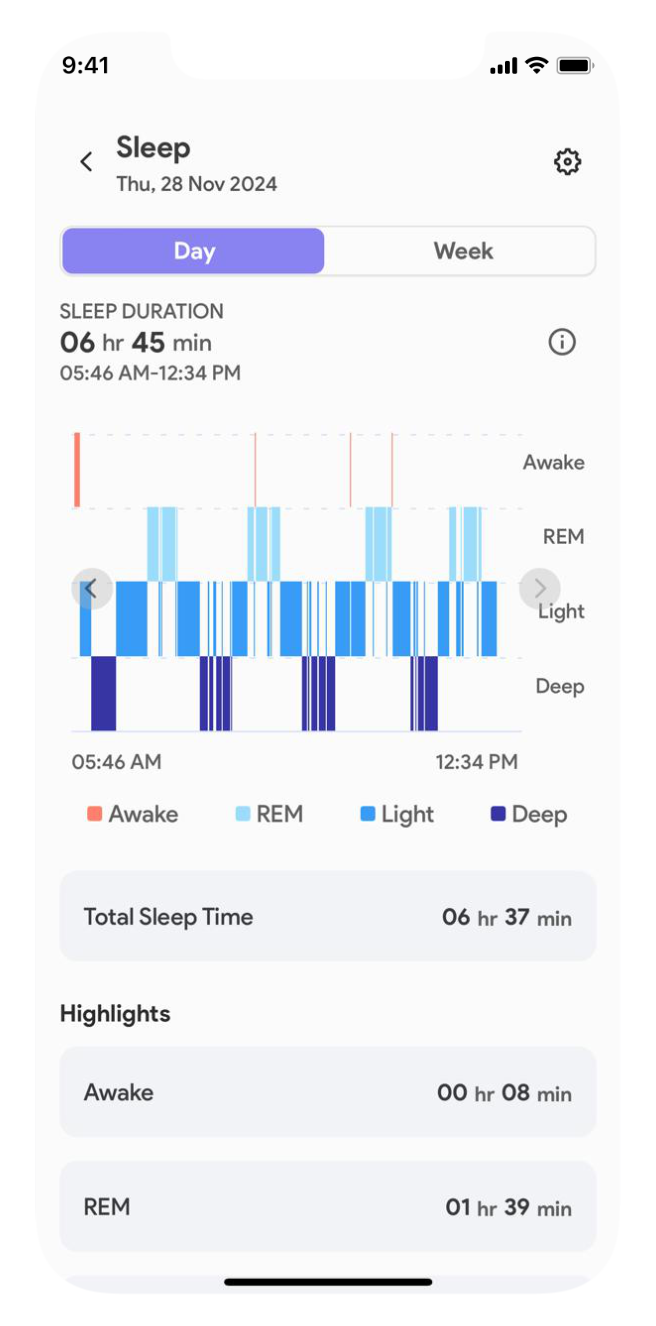 9:41
Sleep
Thu, 28 Nov 2024
Day Week
SLEEP DURATION
06 hr 45 min
05:46 AM-12:34 PM
Awake
REM
Light
Deep
05:46 AM 12:34 PM
Awake REM Light Deep
Total Sleep Time 06 hr 37 min
Highlights
Awake 00 hr 08 min
REM 01 hr 39 min